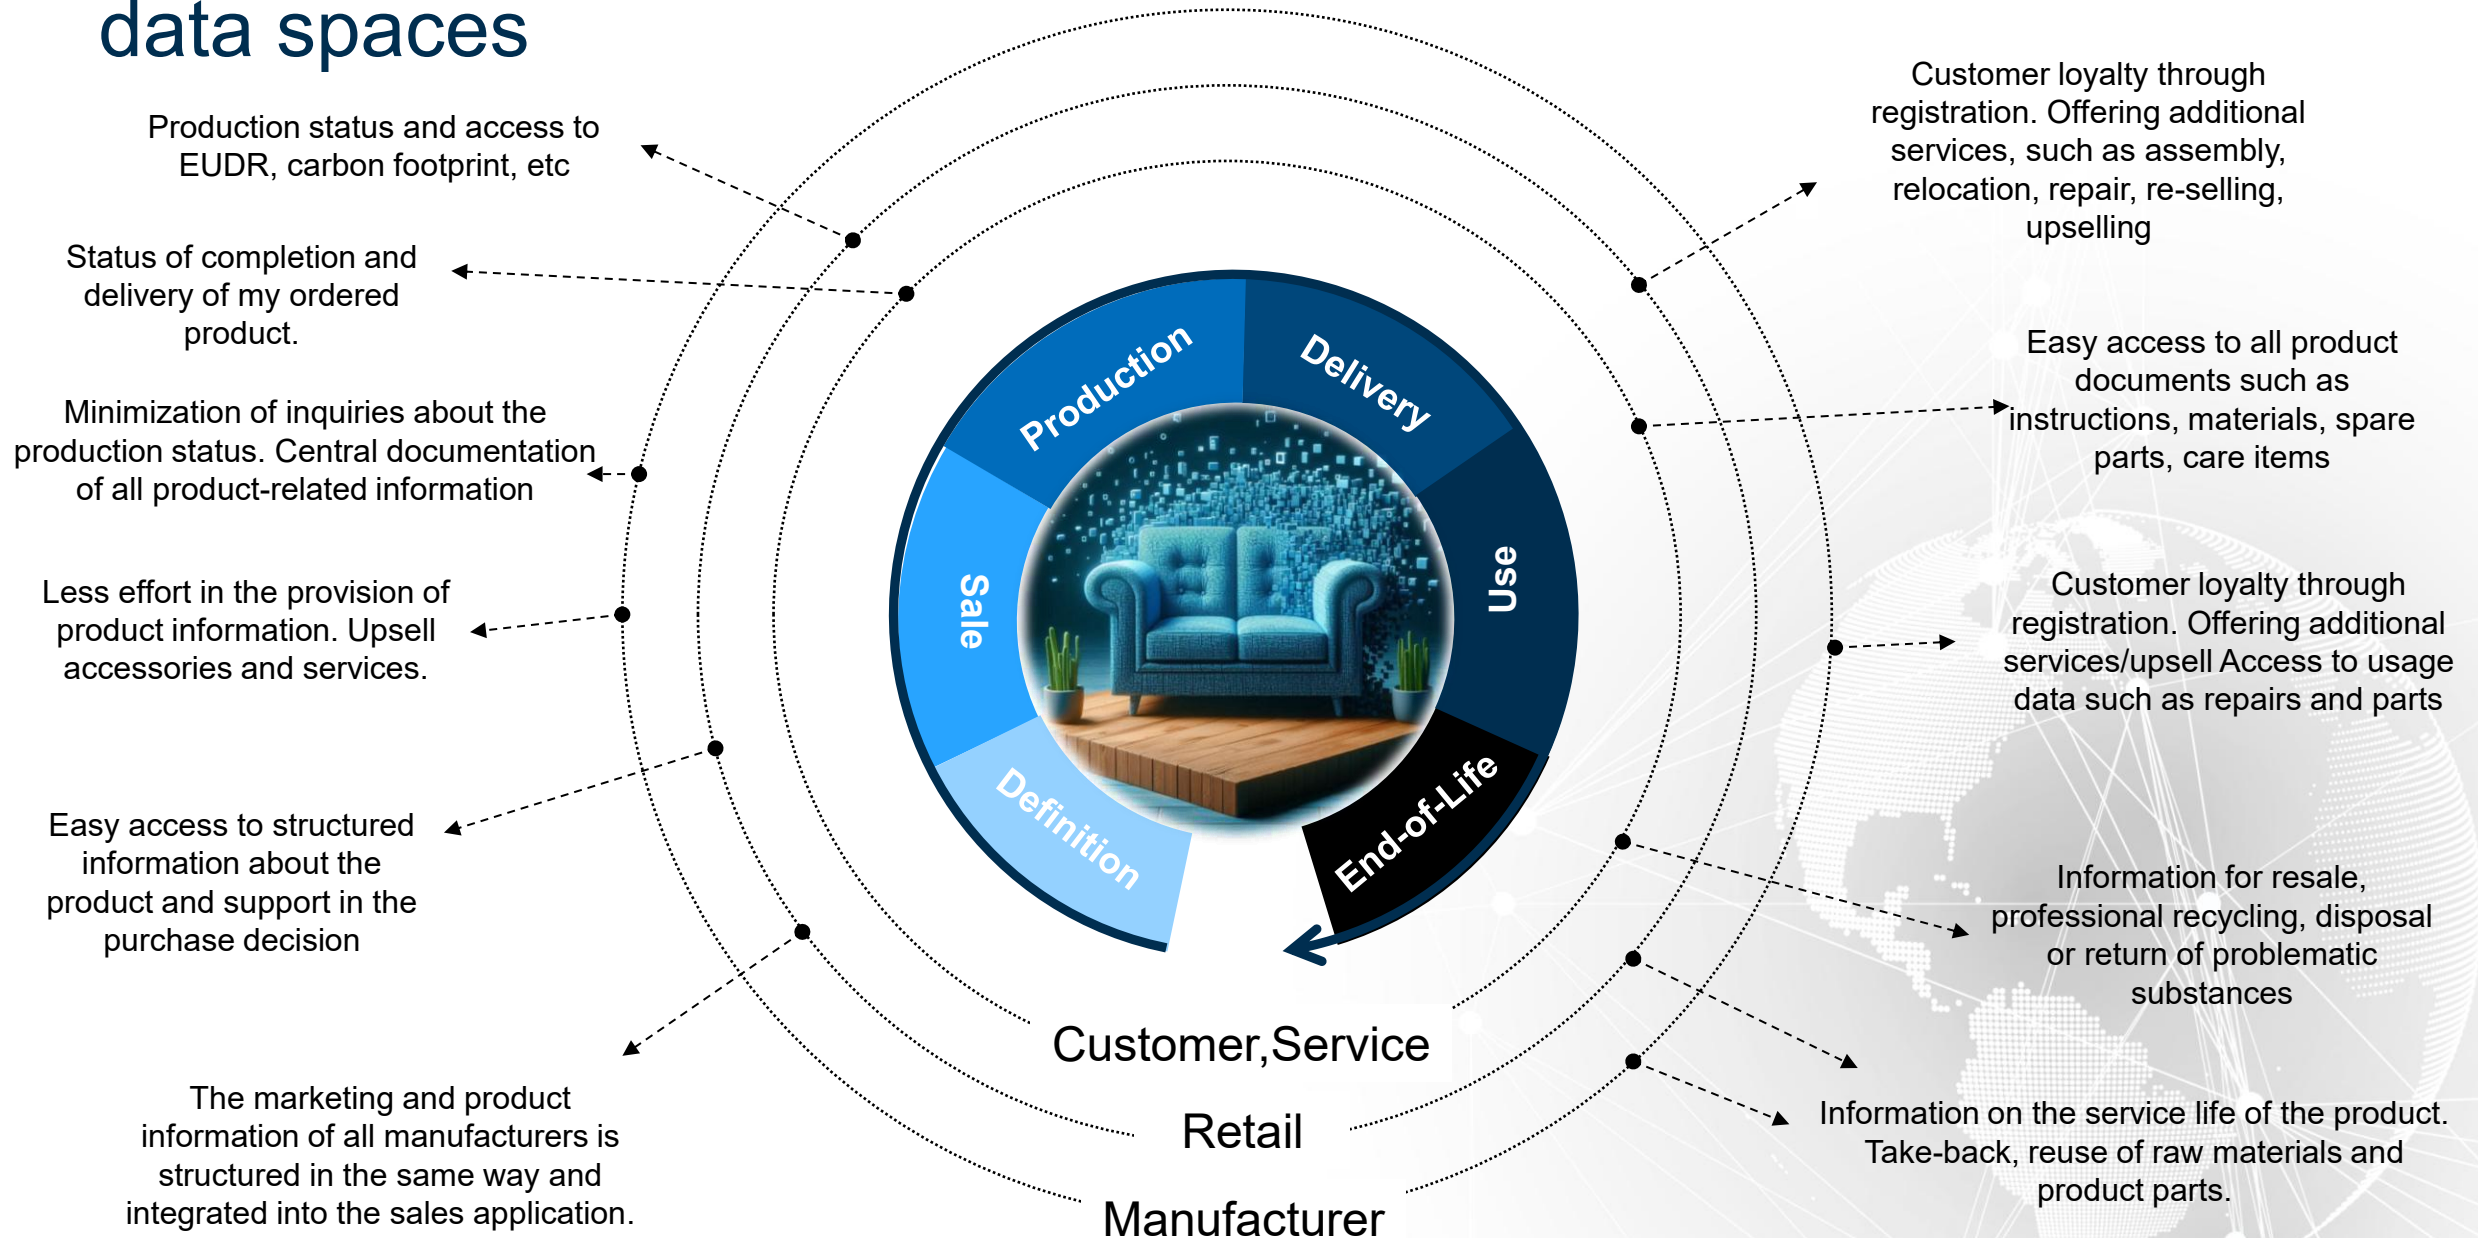 data spaces
Production status and access to
EUDR, carbon footprint, etc
Status of completion and
delivery of my ordered
product.
Minimization of inquiries about the
production status. Central documentation
of all product-related information
Less effort in the provision of
product information. Upsell
accessories and services.
Easy access to structured
information about the
product and support in the
purchase decision
The marketing and product
information of all manufacturers is
structured in the same way and
integrated into the sales application.
Production
Delivery
Sale
Use
Definition
End-of-Life
Customer,Service
Retail
Manufacturer
Customer loyalty through
registration. Offering additional
services, such as assembly,
relocation, repair, re-selling,
upselling
Easy access to all product
documents such as
instructions, materials, spare
parts, care items
Customer loyalty through
registration. Offering additional
services/upsell Access to usage
data such as repairs and parts
Information for resale,
professional recycling, disposal
or return of problematic
substances
Information on the service life of the product.
Take-back, reuse of raw materials and
product parts.